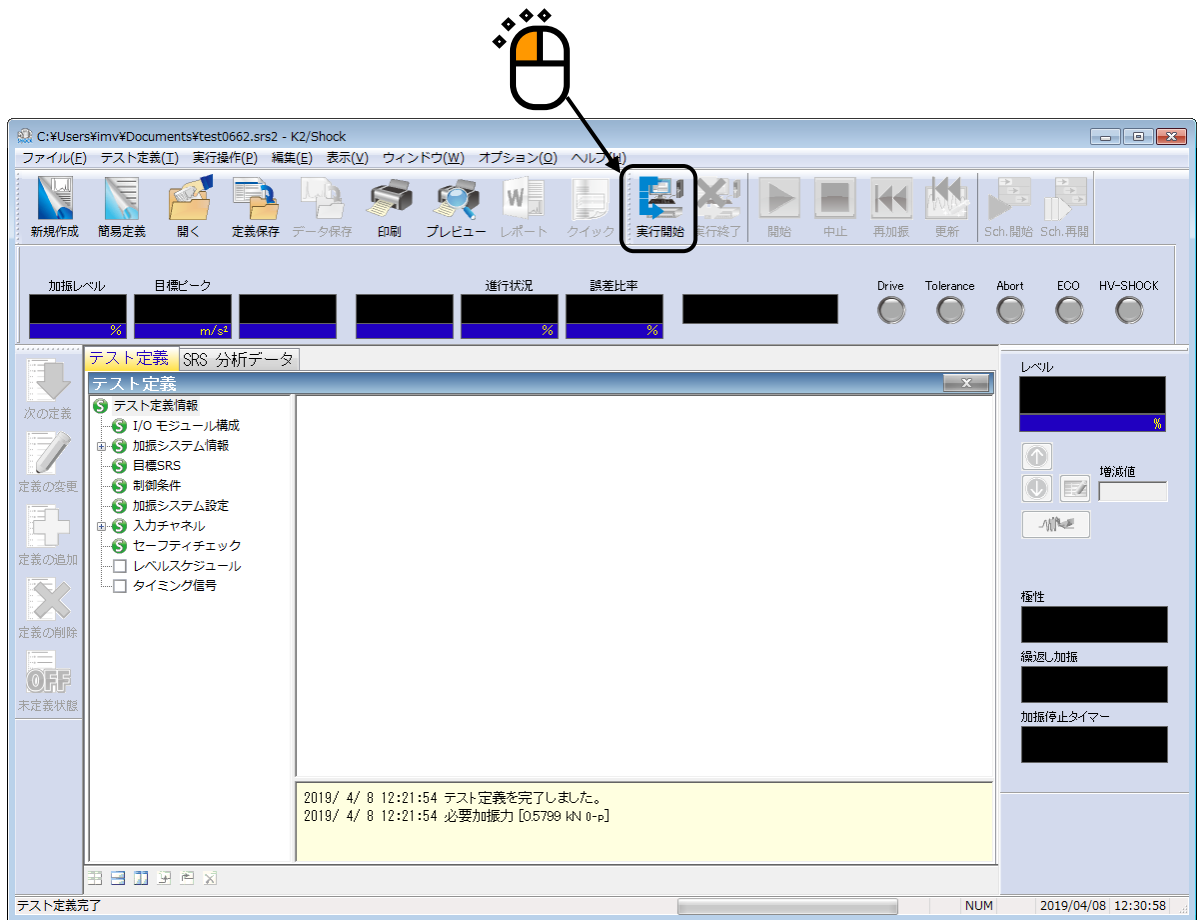 C:¥Users¥imv¥Documents¥test0662.srs2 - K2/Shock
ファイル(F) テスト定義(T) 実行操作(P) 編集(E) 表示(V) ウィンドウ(W) オプション(O) ヘルプ(H)
新規作成 簡易定義 開く 定義保存 データ保存 印刷 プレビュー レポート クイック 実行開始 実行終了 開始 中止 再加振 更新 Sch.開始 Sch.再開
加振レベル 目標ピーク 進行状況 誤差比率 Drive Tolerance Abort ECO HV-SHOCK
% m/s² % %
テスト定義 SRS 分析データ
テスト定義
次の定義
定義の変更
定義の追加
定義の削除
OFF
未定義状態
テスト定義情報
I/O モジュール構成
加振システム情報
目標SRS
制御条件
加振システム設定
入力チャネル
セーフティチェック
レベルスケジュール
タイミング信号
2019/ 4/ 8 12:21:54 テスト定義を完了しました。
2019/ 4/ 8 12:21:54 必要加振力 [0.5799 kN 0-p]
レベル
%
増減値
極性
繰返し加振
加振停止タイマー
テスト定義完了 NUM 2019/04/08 12:30:58